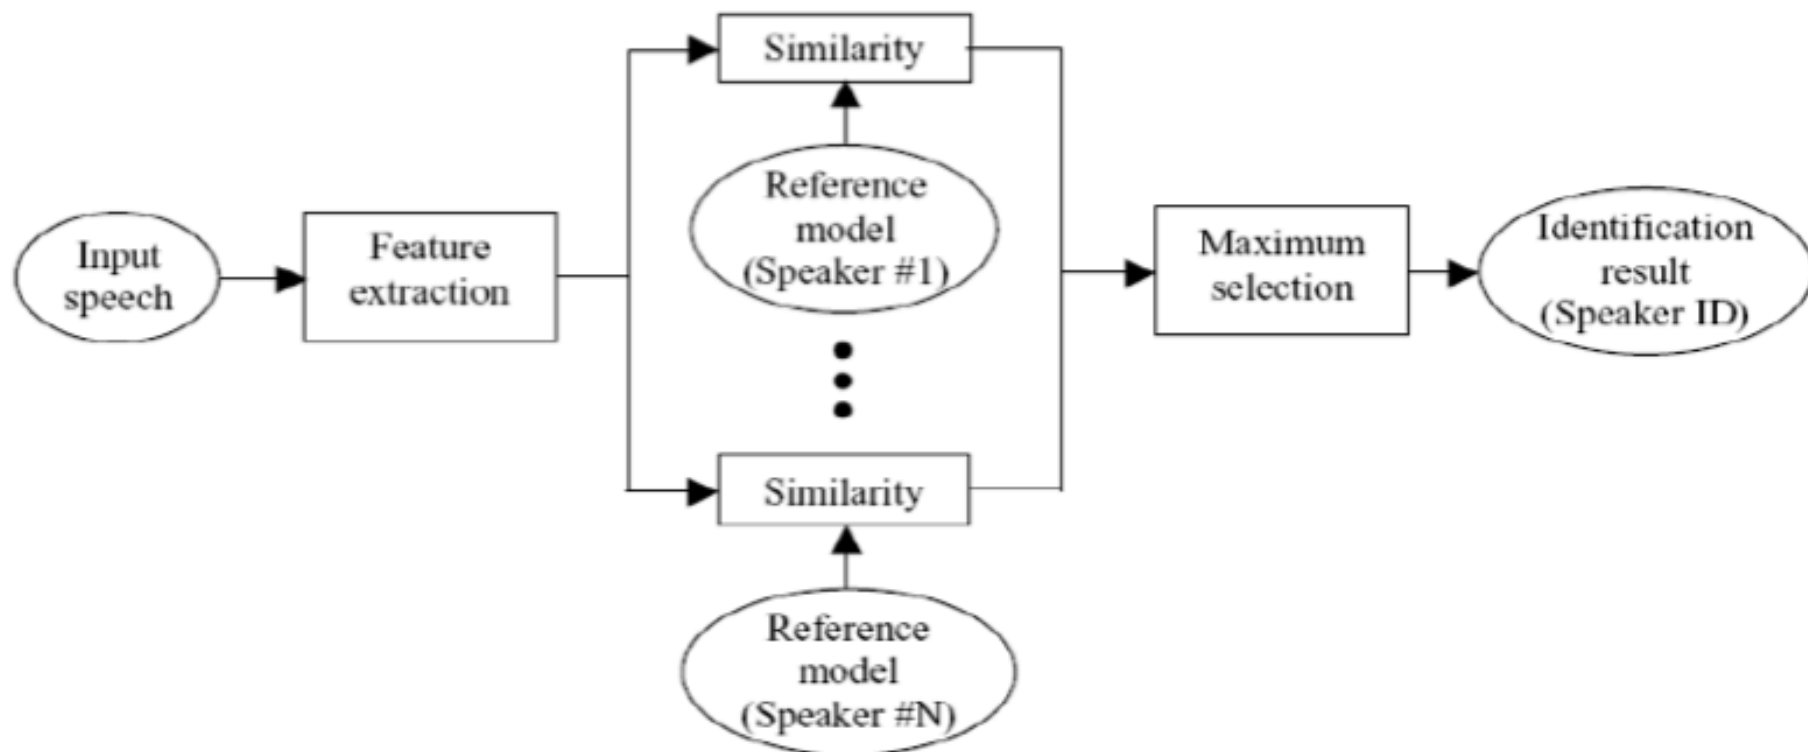 Similarity
Reference
model
(Speaker #1)
Input
speech
Feature
extraction
Maximum
selection
Identification
result
(Speaker ID)
Similarity
Reference
model
(Speaker #N)